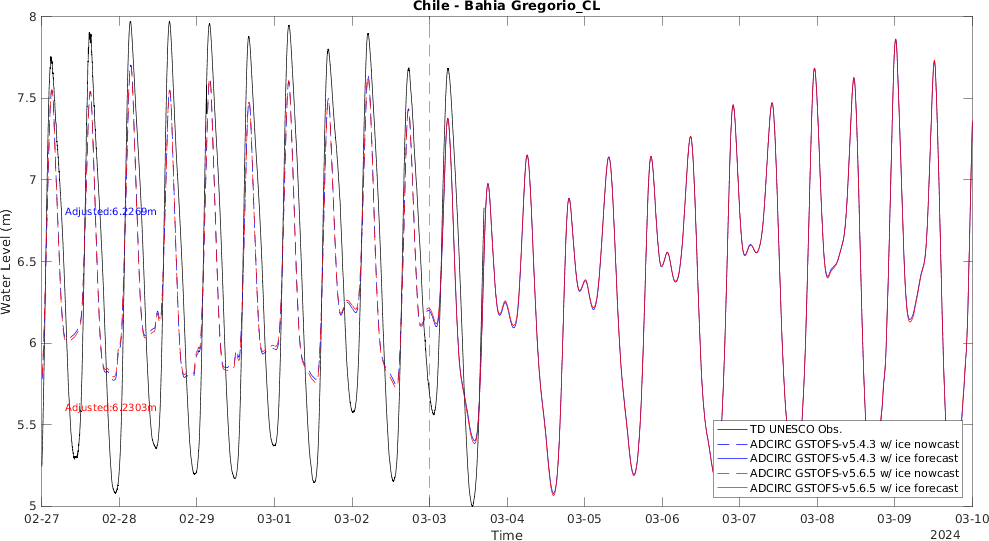 Chile - Bahia Gregorio_CL
8
7.5
7
6.5
6
5.5
5
Water Level (m)
Adjusted:6.2269m
Adjusted:6.2303m
TD UNESCO Obs.
ADCIRC GSTOFS-v5.4.3 w/ ice nowcast
ADCIRC GSTOFS-v5.4.3 w/ ice forecast
ADCIRC GSTOFS-v5.6.5 w/ ice nowcast
ADCIRC GSTOFS-v5.6.5 w/ ice forecast
02-27 02-28 02-29 03-01 03-02 03-03 03-04 03-05 03-06 03-07 03-08 03-09 03-10
Time
2024